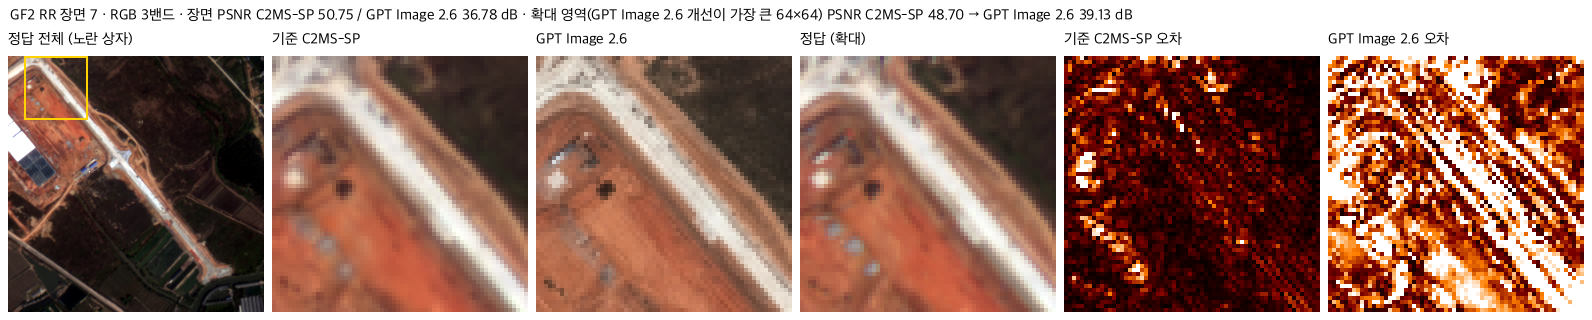 GF2 RR 장면 7 · RGB 3밴드 · 장면 PSNR C2MS-SP 50.75 / GPT Image 2.6 36.78 dB · 확대 영역(GPT Image 2.6 개선이 가장 큰 64×64) PSNR C2MS-SP 48.70 → GPT Image 2.6 39.13 dB
정답 전체 (노란 상자)
기준 C2MS-SP
GPT Image 2.6
정답 (확대)
기준 C2MS-SP 오차
GPT Image 2.6 오차